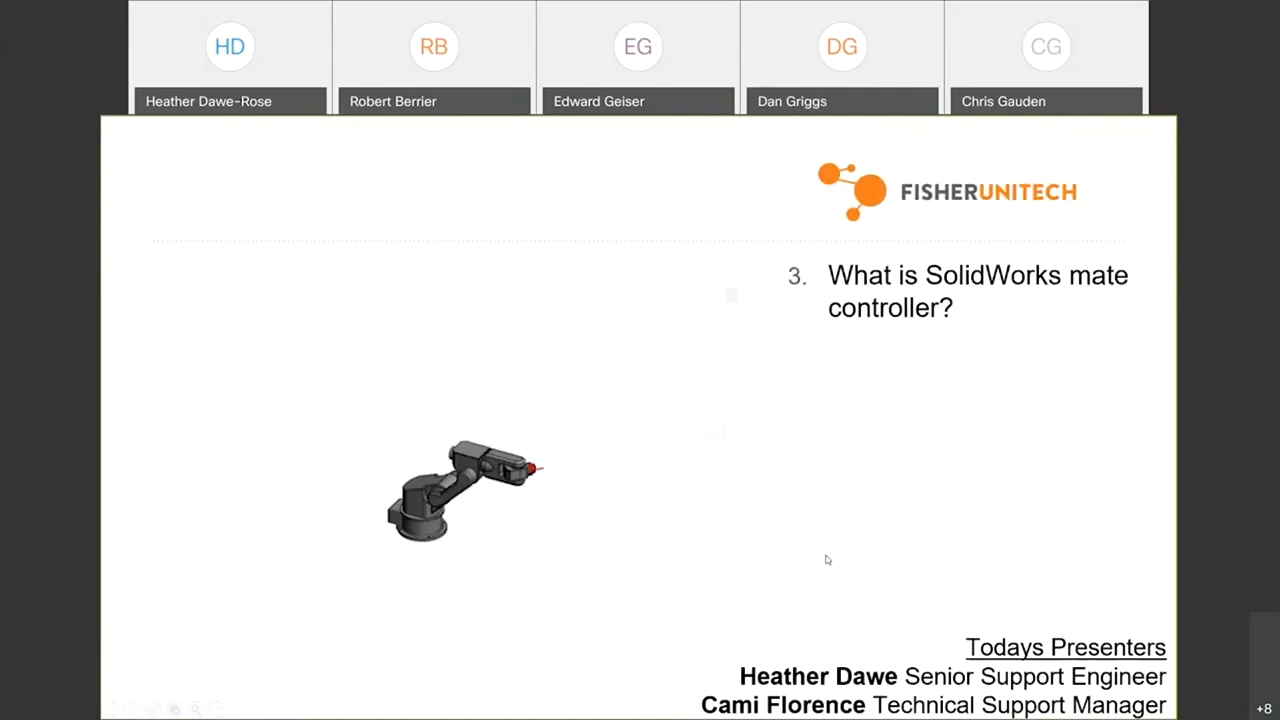 HD
RB
EG
DG
CG
Heather Dawe-Rose
Robert Berrier
Edward Geiser
Dan Griggs
Chris Gauden
FISHERUNITECH
3. What is SolidWorks mate
controller?
Todays Presenters
Heather Dawe Senior Support Engineer
Cami Florence Technical Support Manager
+8